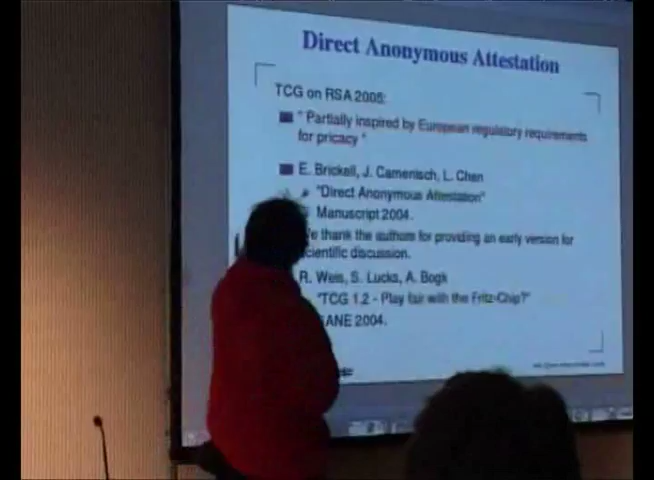 Direct Anonymous Attestation
TCG on RSA 2005:
" Partially inspired by European regulatory requirements
for pricacy "
E. Brickell, J. Camenisch, L. Chen
"Direct Anonymous Attestation"
Manuscript 2004.
thank the authors for providing an early version for
scientific discussion.
R. Weis, S. Lucks, A. Bogk
"TCG 1.2 - Play fair with the Fritz-Chip?"
SANE 2004.